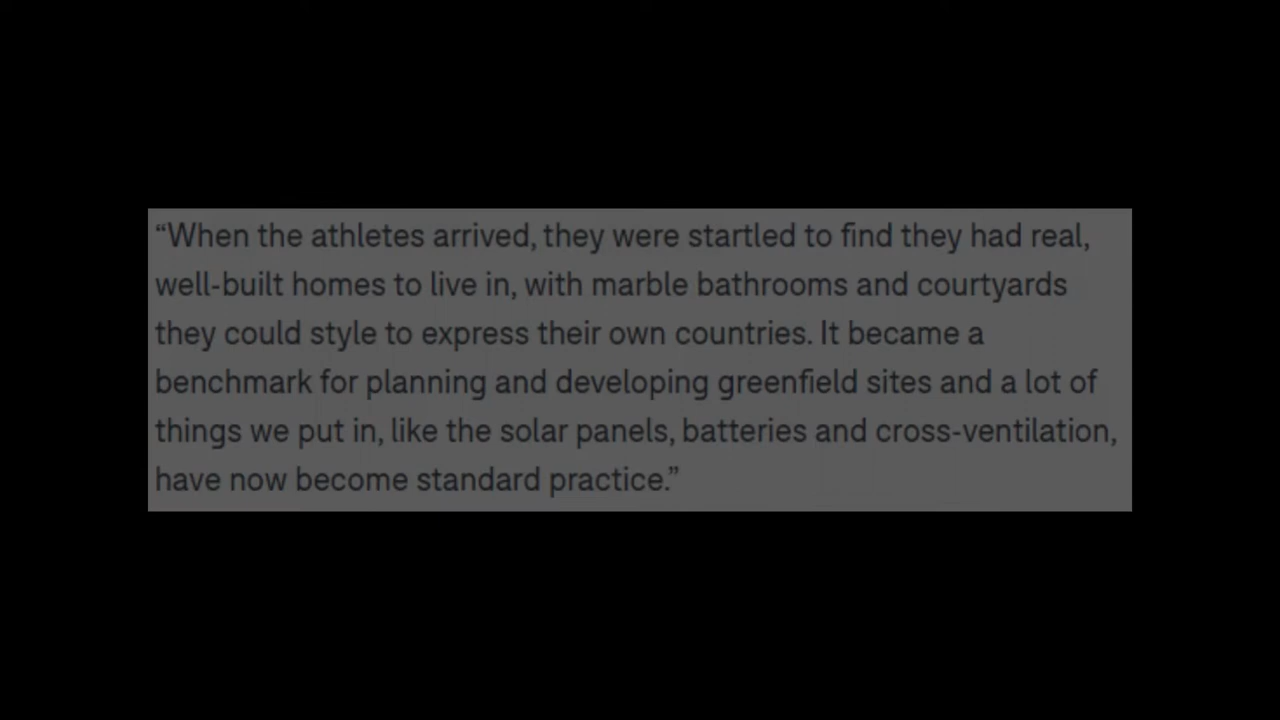 “When the athletes arrived, they were startled to find they had real,
well-built homes to live in, with marble bathrooms and courtyards
they could style to express their own countries. It became a
benchmark for planning and developing greenfield sites and a lot of
things we put in, like the solar panels, batteries and cross-ventilation,
have now become standard practice.”